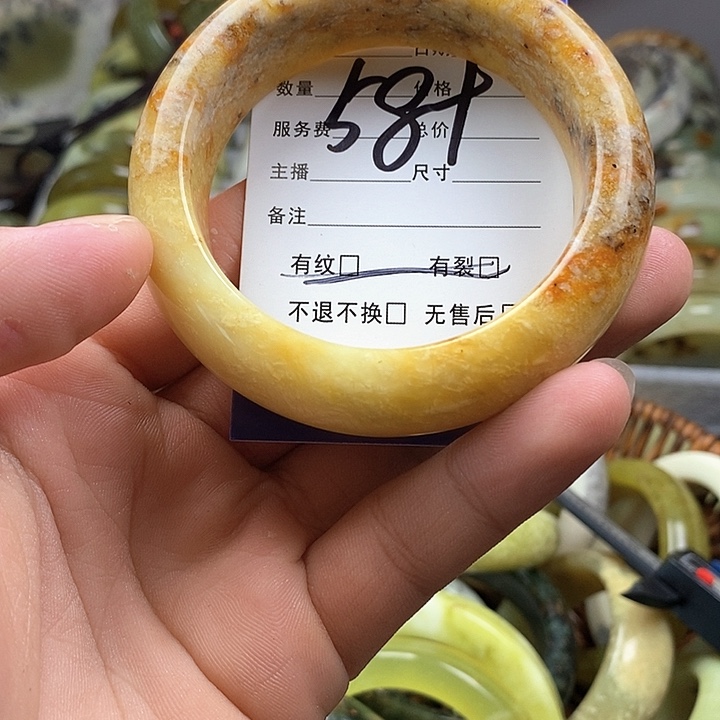 数量 价格
58+
服务费 总价
主播 尺寸
备注
有纹□ 有裂□
不退不换□ 无售后□